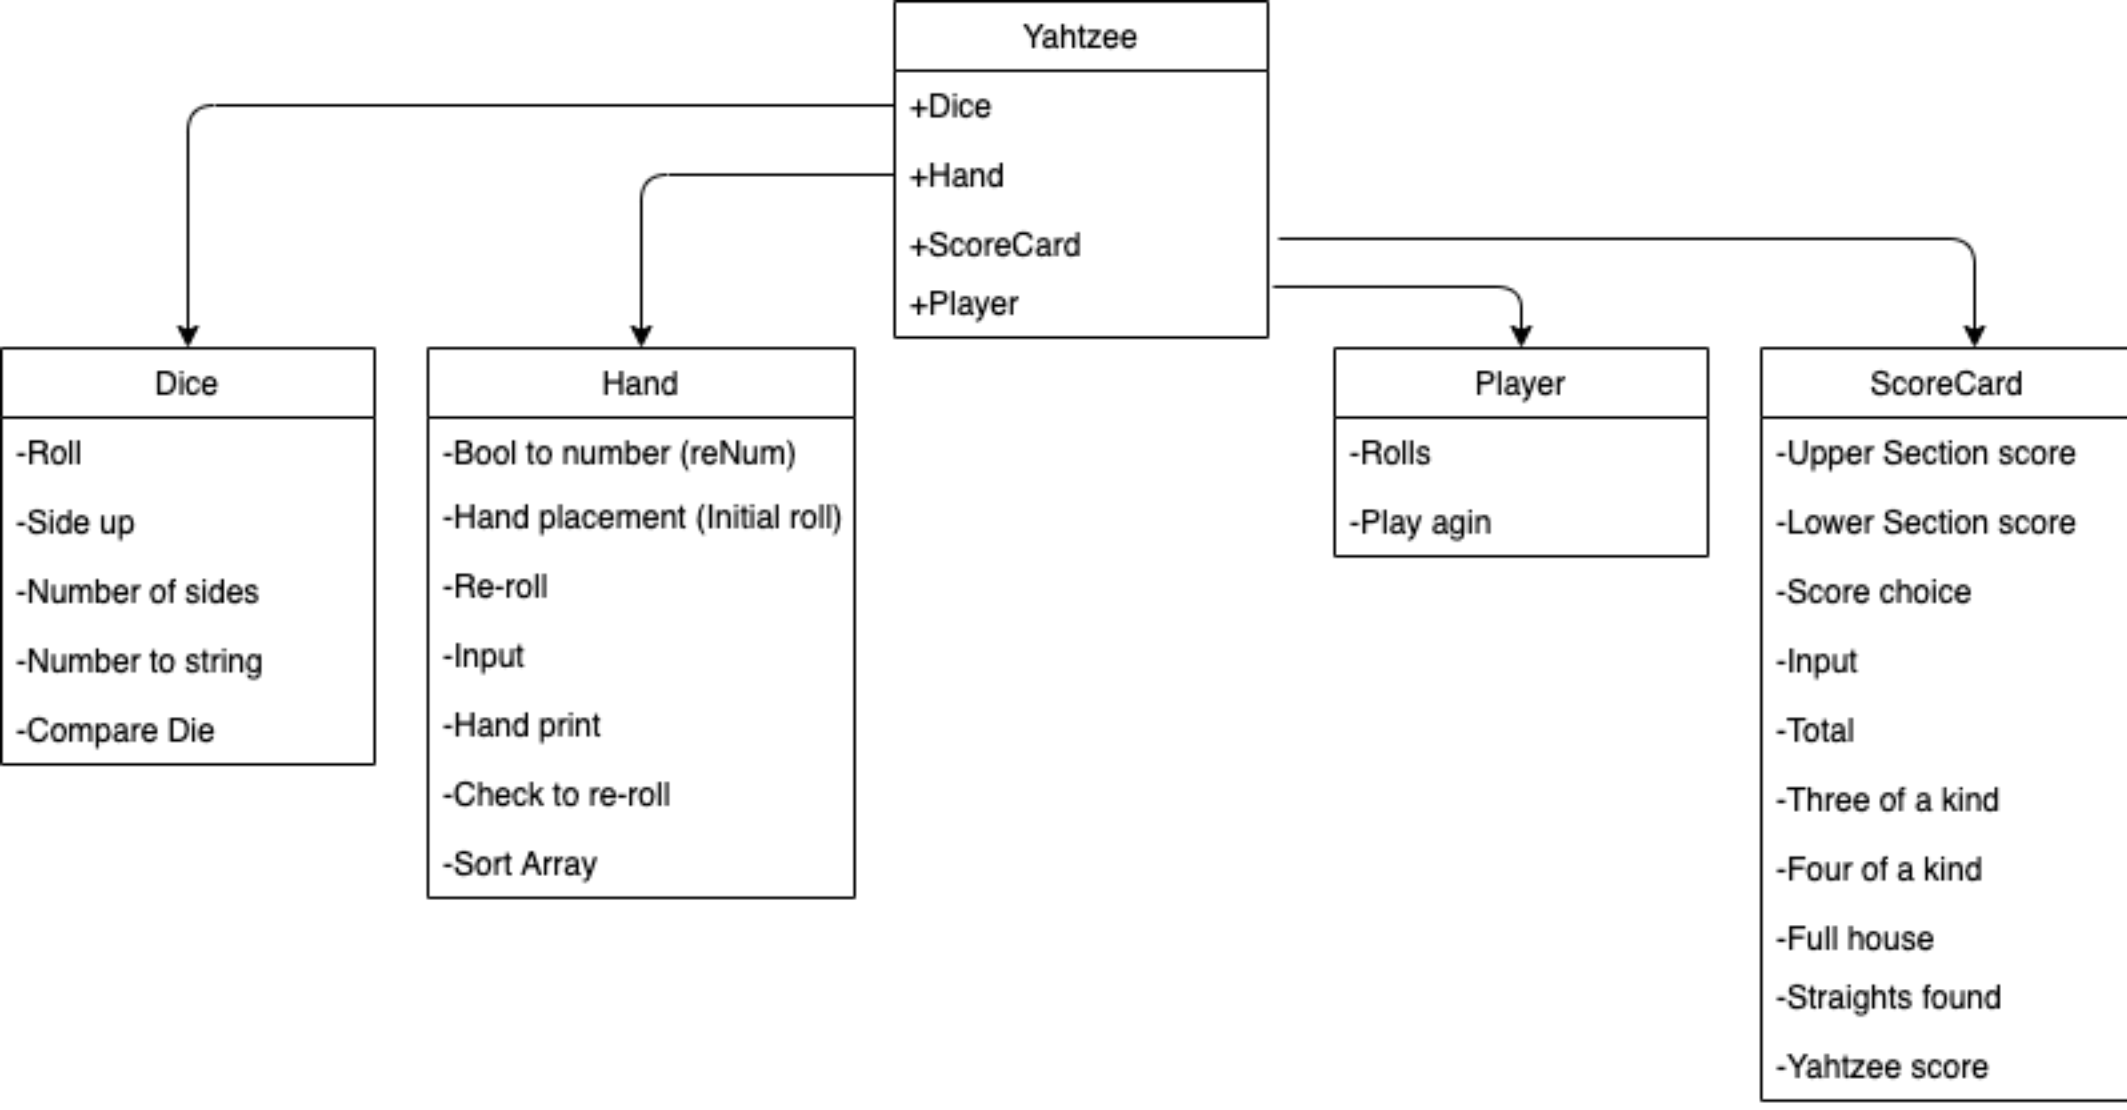 Yahtzee
+Dice
+Hand
+ScoreCard
+Player
Dice
-Roll
-Side up
-Number of sides
-Number to string
-Compare Die
Hand
-Bool to number (reNum)
-Hand placement (Initial roll)
-Re-roll
-Input
-Hand print
-Check to re-roll
-Sort Array
Player
-Rolls
-Play agin
ScoreCard
-Upper Section score
-Lower Section score
-Score choice
-Input
-Total
-Three of a kind
-Four of a kind
-Full house
-Straights found
-Yahtzee score